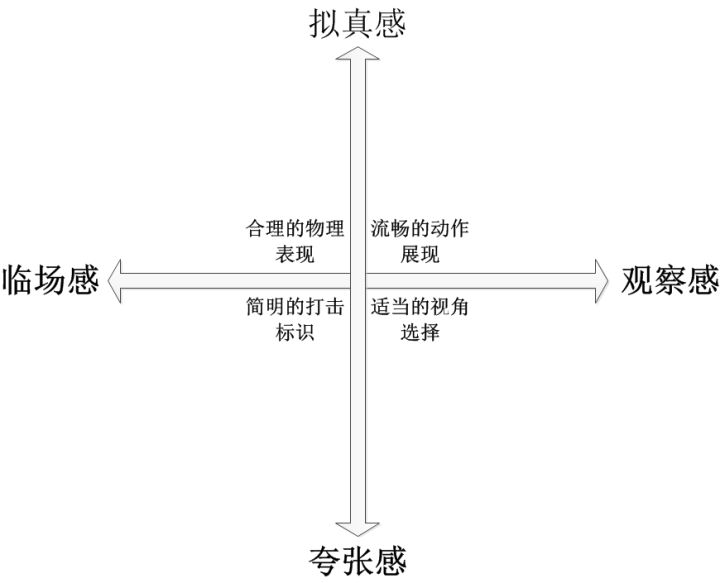 拟真感
合理的物理
表现
流畅的动作
展现
临场感
观察感
简明的打击
标识
适当的视角
选择
夸张感